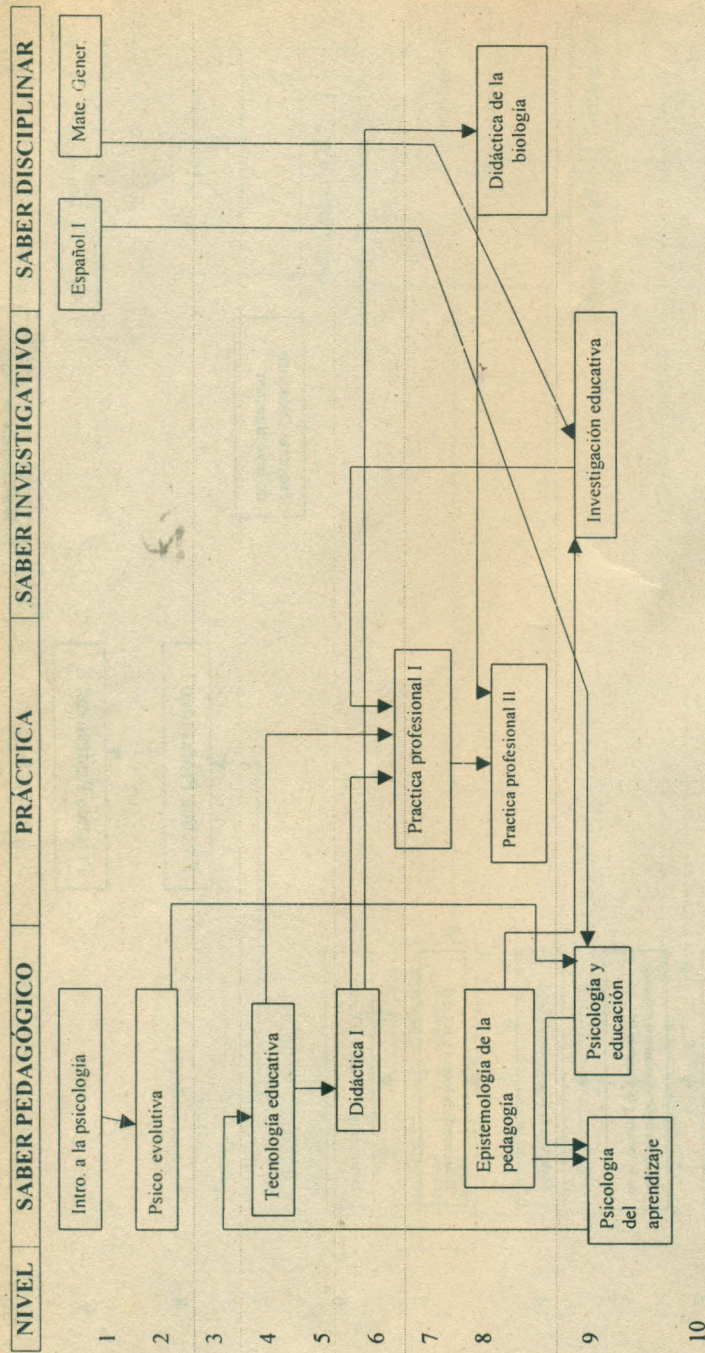 NIVEL SABER PEDAGÓGICO PRÁCTICA SABER INVESTIGATIVO SABER DISCIPLINAR
1 Intro. a la psicología Español I Mate. Gener.
2 Psico. evolutiva
3
4 Tecnología educativa
5
6 Didáctica I
7 Practica profesional I
8 Epistemología de la
pedagogía
Practica profesional II
Didáctica de la
biología
9 Psicología
del
aprendizaje
Psicología y
educación
Investigación educativa
10